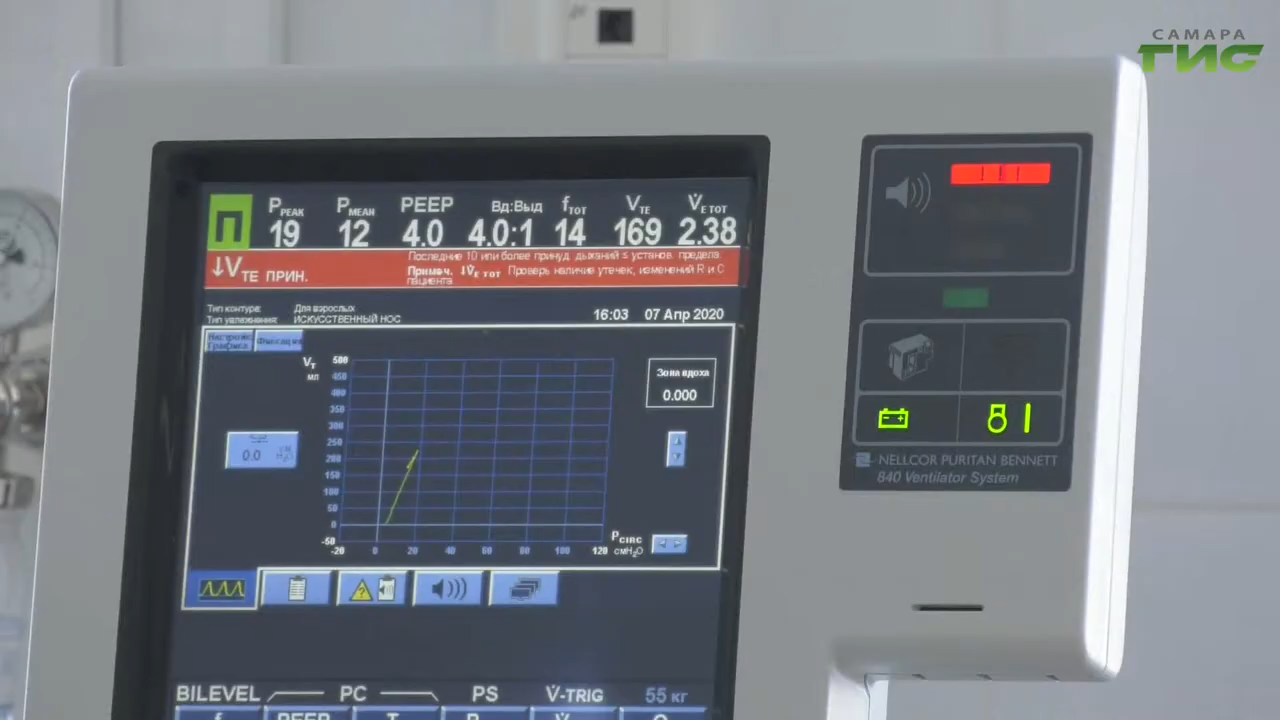 САМАРА
ГИС
П
PPEAK PMEAN PEEP Вд:Выд fTOT VTE V̇E TOT
19 12 4.0 4.0:1 14 169 2.38
↓VTE ПРИН.
Последние 10 или более принуд. дыханий ≤ установ. предела.
Примеч. ↓V̇E TOT Проверь наличие утечек, изменений R и C
пациента
Тип контура: Для взрослых
Тип увлажнения: ИСКУССТВЕННЫЙ НОС
16:03 07 Апр 2020
Фиксация
VT
мл
500
450
400
350
300
250
200
150
100
50
0
-50
-20 0 20 40 60 80 100 120
PCIRC
смH2O
Зона вдоха
0.000
0.0
H2O
!!!
NELLCOR PURITAN BENNETT
840 Ventilator System
BILEVEL PC PS V̇-TRIG 55 кг
f PEEP